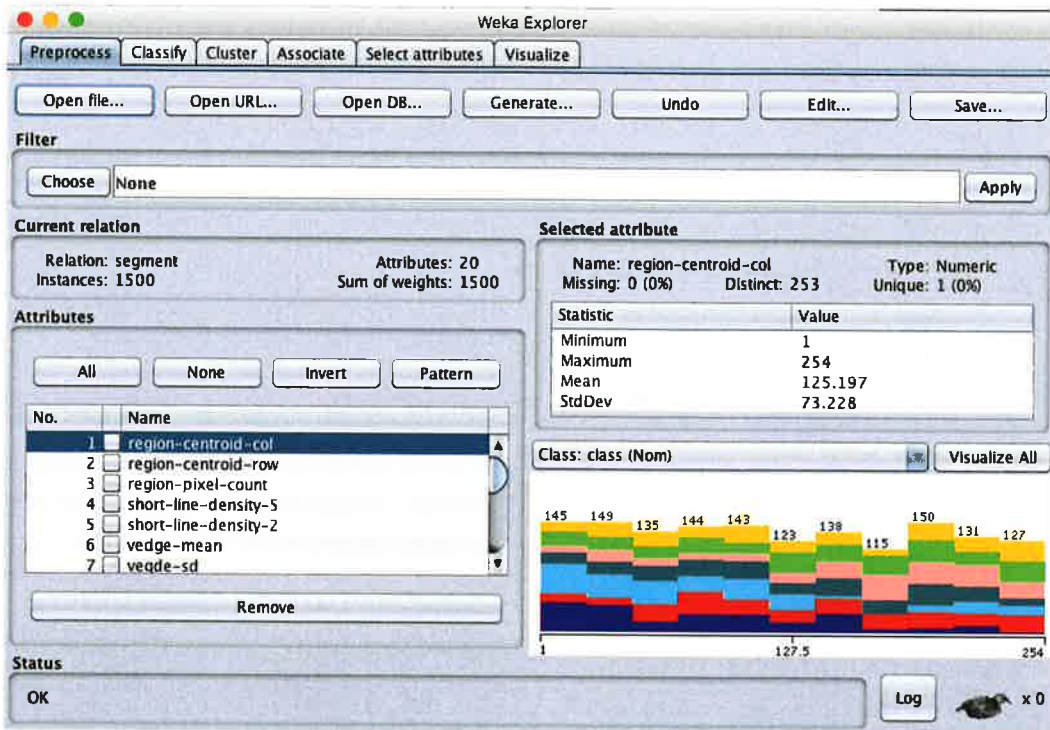 Weka Explorer
Preprocess Classify Cluster Associate Select attributes Visualize
Open file... Open URL... Open DB... Generate... Undo Edit... Save...
Filter
Choose None Apply
Current relation
Relation: segment Attributes: 20
Instances: 1500 Sum of weights: 1500
Selected attribute
Name: region-centroid-col Type: Numeric
Missing: 0 (0%) Distinct: 253 Unique: 1 (0%)
Statistic Value
Minimum 1
Maximum 254
Mean 125.197
StdDev 73.228
Attributes
All None Invert Pattern
No. Name
1 region-centroid-col
2 region-centroid-row
3 region-pixel-count
4 short-line-density-5
5 short-line-density-2
6 vedge-mean
7 vegde-sd
Remove
Class: class (Nom) Visualize All
145 149 135 144 143 123 138 115 150 131 127
1 127.5 254
Status
OK Log x 0